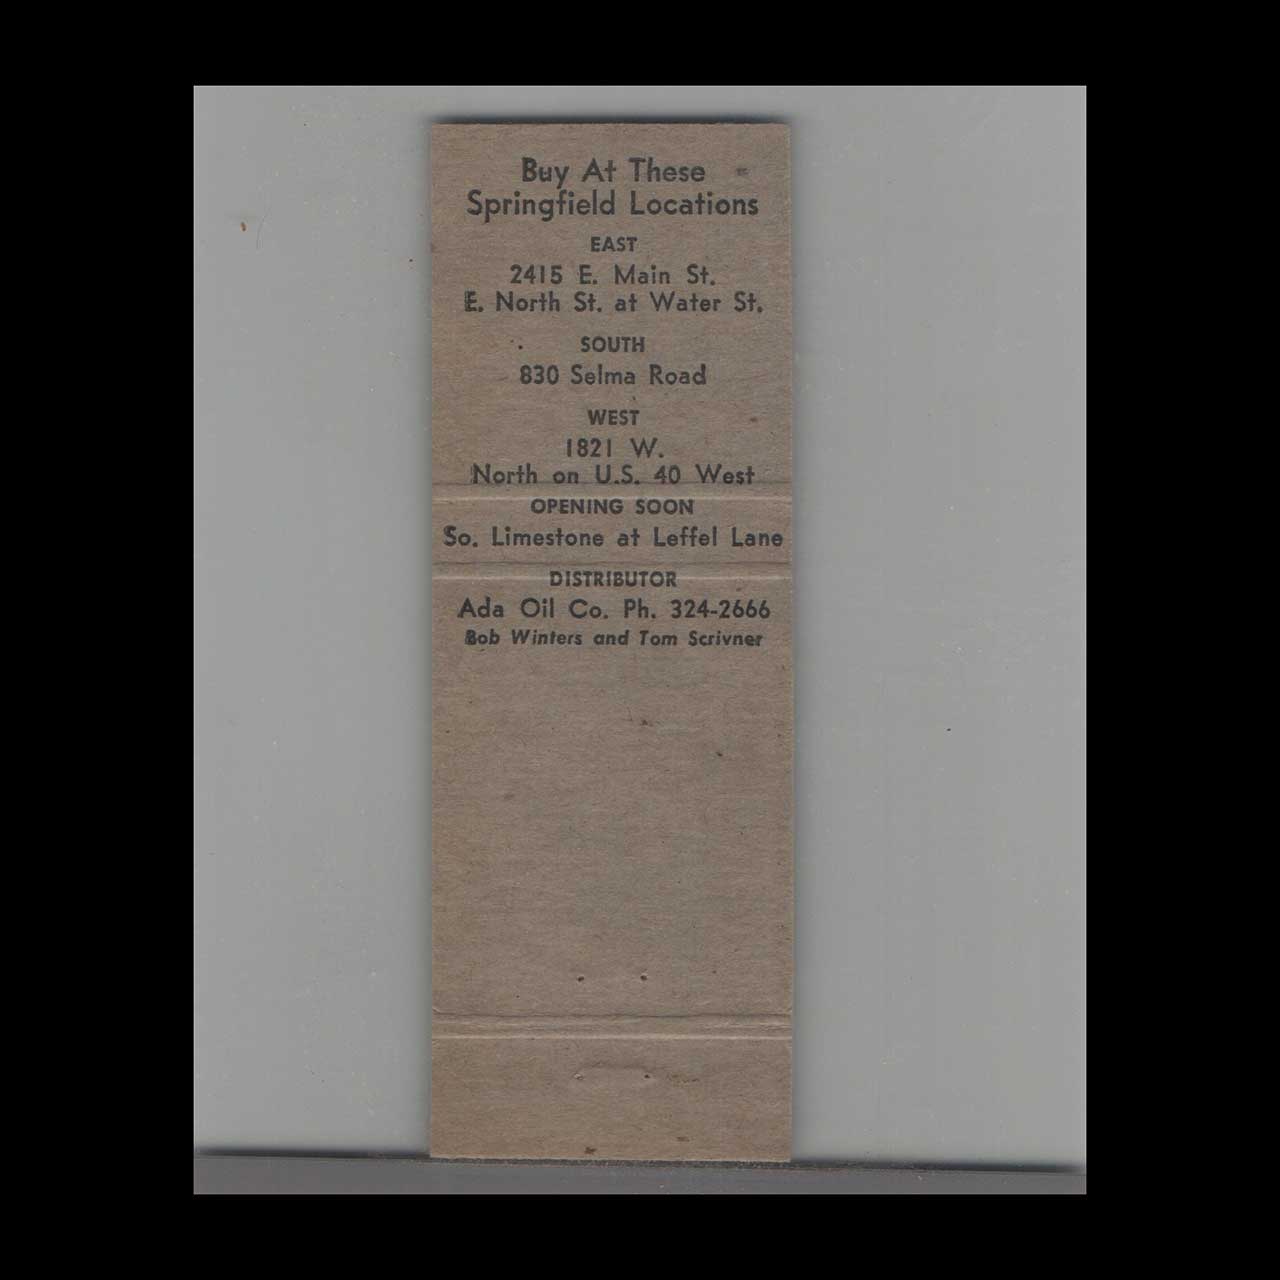 Buy At These
Springfield Locations
EAST
2415 E. Main St.
E. North St. at Water St.
SOUTH
830 Selma Road
WEST
1821 W.
North on U.S. 40 West
OPENING SOON
So. Limestone at Leffel Lane
DISTRIBUTOR
Ada Oil Co. Ph. 324-2666
Bob Winters and Tom Scrivner